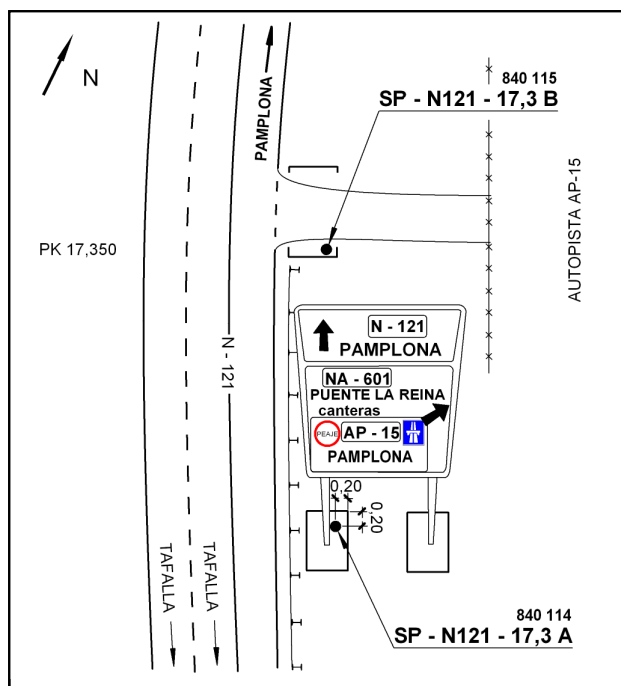 N
PAMPLONA
840 115
SP - N121 - 17,3 B
AUTOPISTA AP-15
PK 17,350
N - 121
N - 121
PAMPLONA
NA - 601
PUENTE LA REINA
canteras
PEAJE
AP - 15
PAMPLONA
0,20
0,20
TAFALLA
TAFALLA
840 114
SP - N121 - 17,3 A